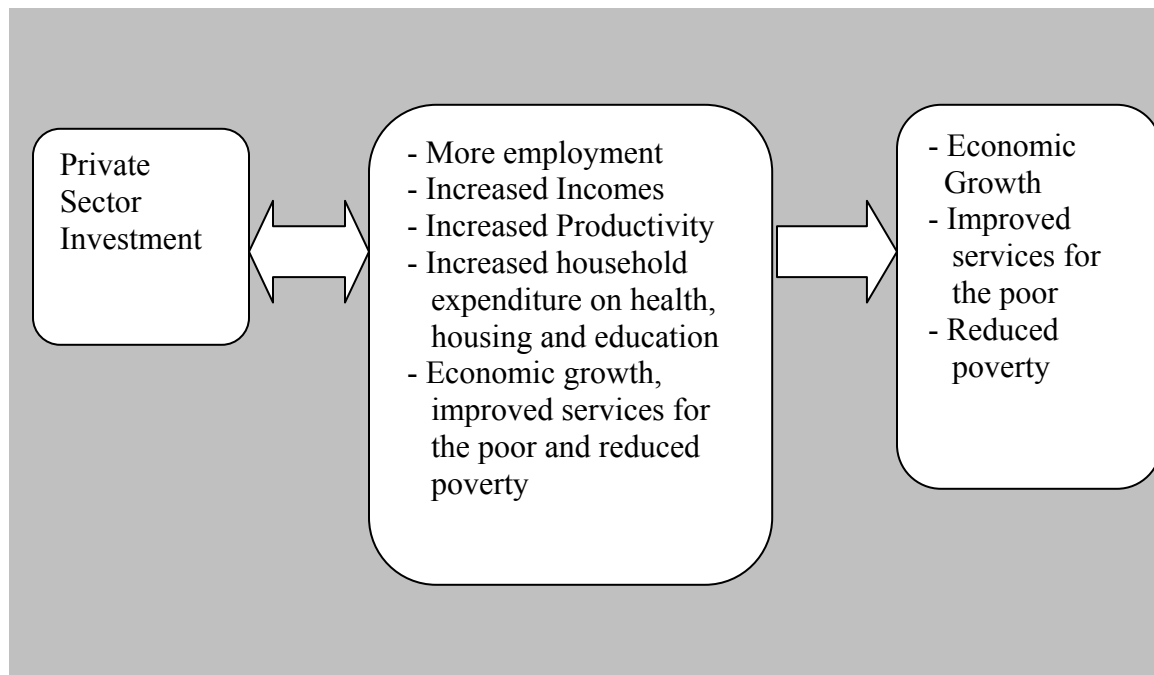 Private
Sector
Investment
- More employment
- Increased Incomes
- Increased Productivity
- Increased household
expenditure on health,
housing and education
- Economic growth,
improved services for
the poor and reduced
poverty
- Economic
Growth
- Improved
services for
the poor
- Reduced
poverty